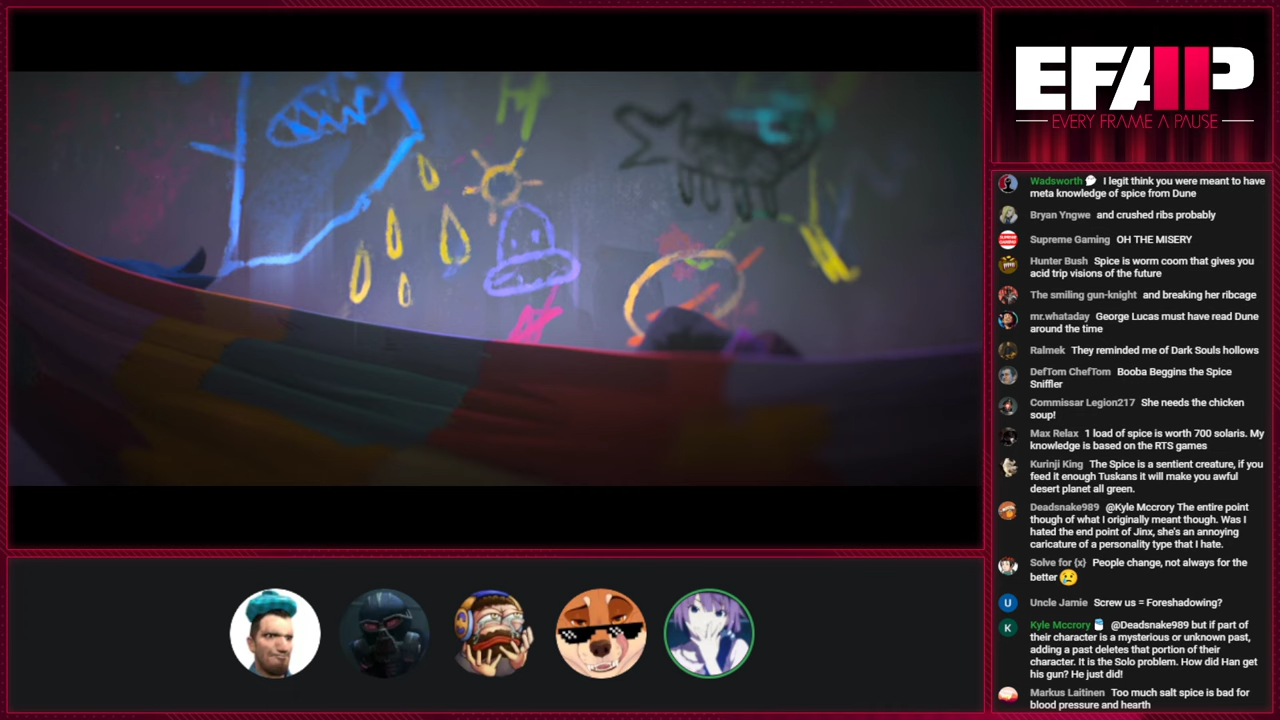 EFAP
EVERY FRAME A PAUSE
Wadsworth I legit think you were meant to have
meta knowledge of spice from Dune
Bryan Yngwe and crushed ribs probably
Supreme Gaming OH THE MISERY
Hunter Bush Spice is worm coom that gives you
acid trip visions of the future
The smiling gun-knight and breaking her ribcage
mr.whataday George Lucas must have read Dune
around the time
Ralmek They reminded me of Dark Souls hollows
DefTom ChefTom Booba Beggins the Spice
Sniffler
Commissar Legion217 She needs the chicken
soup!
Max Relax 1 load of spice is worth 700 solaris. My
knowledge is based on the RTS games
Kurinji King The Spice is a sentient creature, if you
feed it enough Tuskans it will make you awful
desert planet all green.
Deadsnake989 @Kyle Mccrory The entire point
though of what I originally meant though. Was I
hated the end point of Jinx, she's an annoying
caricature of a personality type that I hate.
Solve for {x} People change, not always for the
better 😢
U Uncle Jamie Screw us = Foreshadowing?
K Kyle Mccrory @Deadsnake989 but if part of
their character is a mysterious or unknown past,
adding a past deletes that portion of their
character. It is the Solo problem. How did Han get
his gun? He just did!
Markus Laitinen Too much salt spice is bad for
blood pressure and hearth